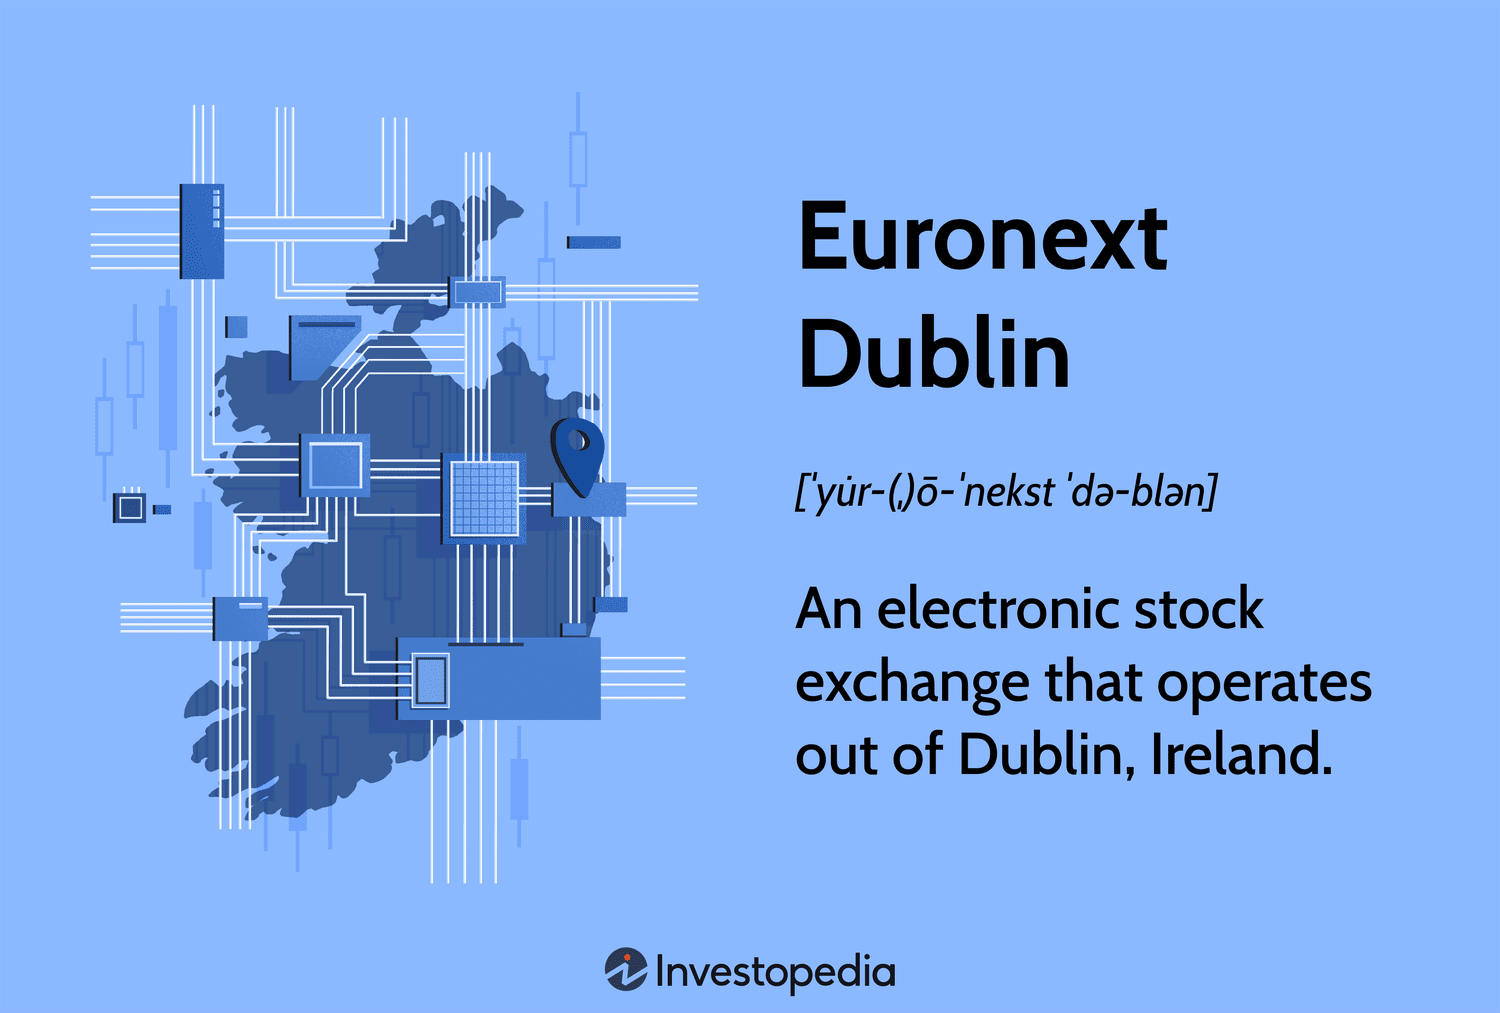 Euronext
Dublin
[ˈyu̇r-(ˌ)ō-ˈnekst ˈdə-blən]
An electronic stock
exchange that operates
out of Dublin, Ireland.
Investopedia